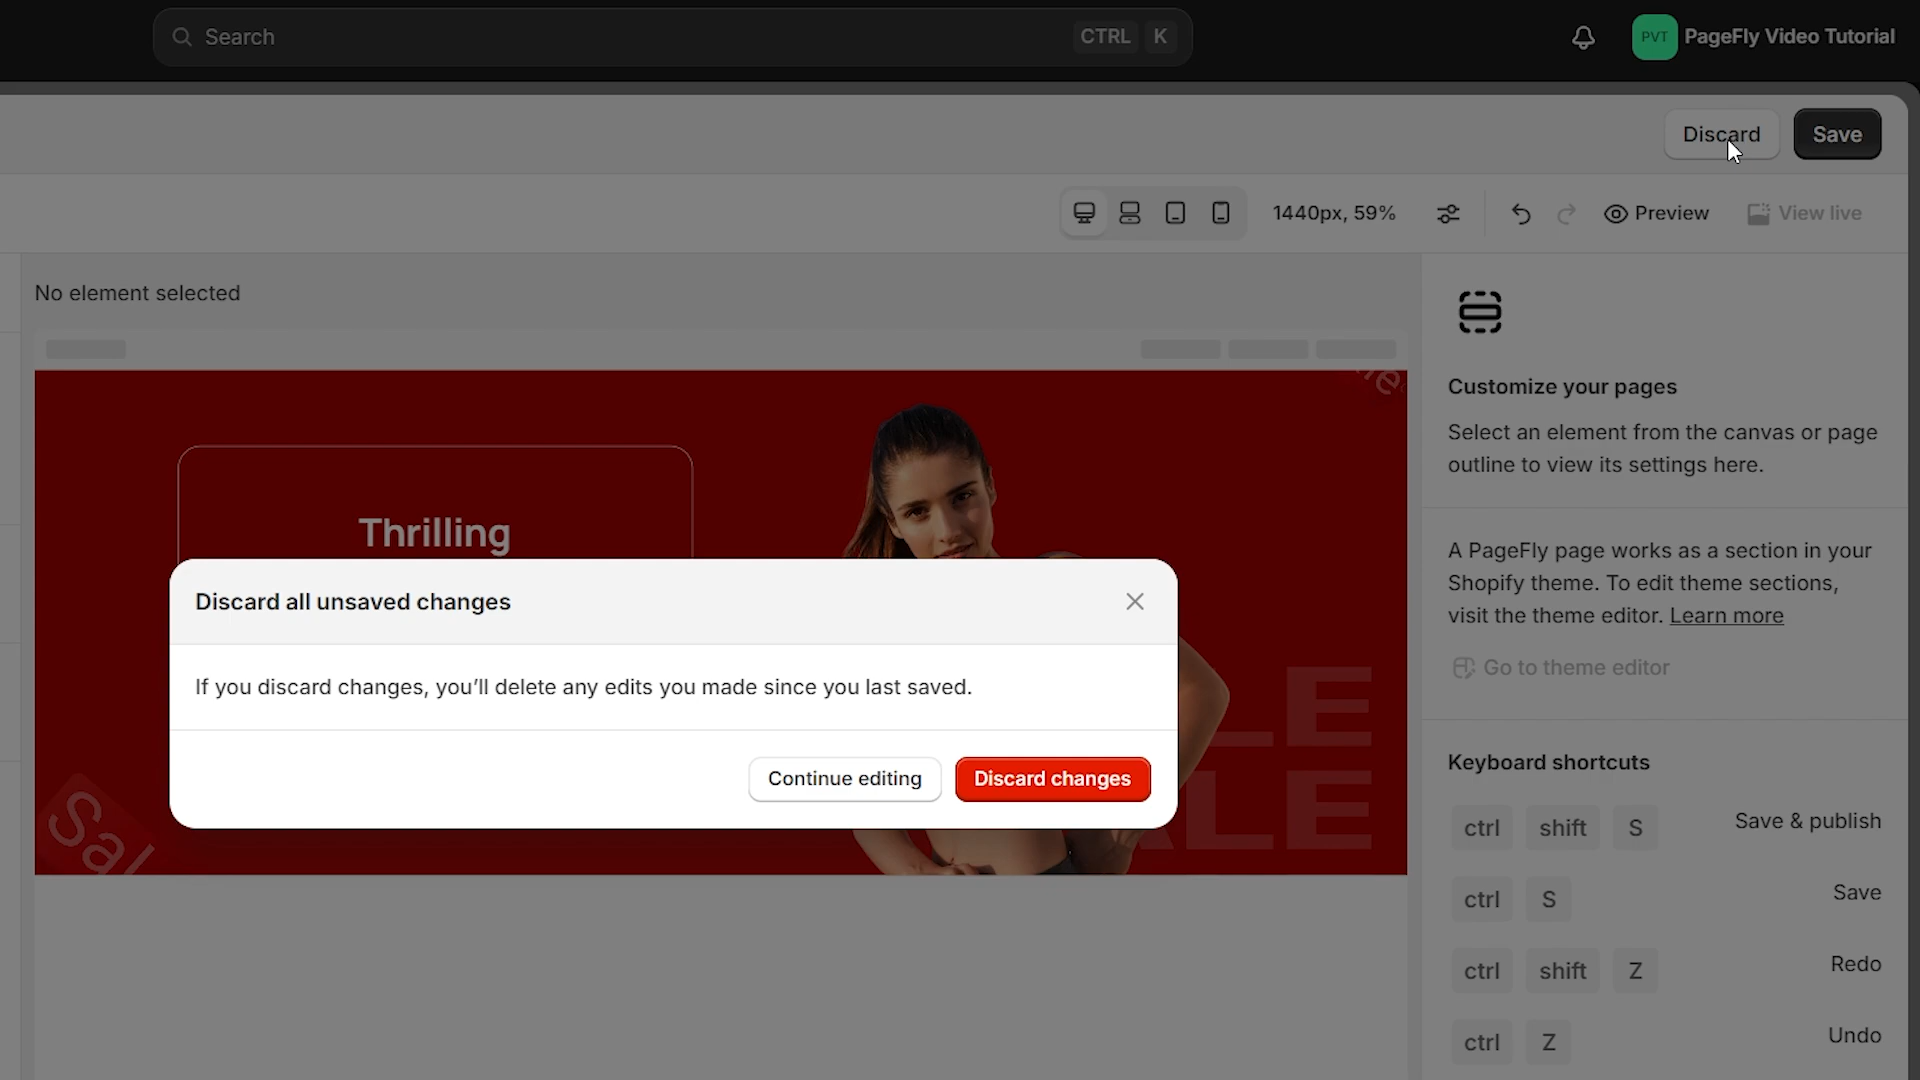 Search
CTRL K
PVT
PageFly Video Tutorial
Discard
Save
1440px, 59%
Preview
View live
No element selected
Thrilling
Sal
LE
LE
Discard all unsaved changes
If you discard changes, you’ll delete any edits you made since you last saved.
Continue editing
Discard changes
Customize your pages
Select an element from the canvas or page
outline to view its settings here.
A PageFly page works as a section in your
Shopify theme. To edit theme sections,
visit the theme editor. Learn more
Go to theme editor
Keyboard shortcuts
ctrl shift S Save & publish
ctrl S Save
ctrl shift Z Redo
ctrl Z Undo